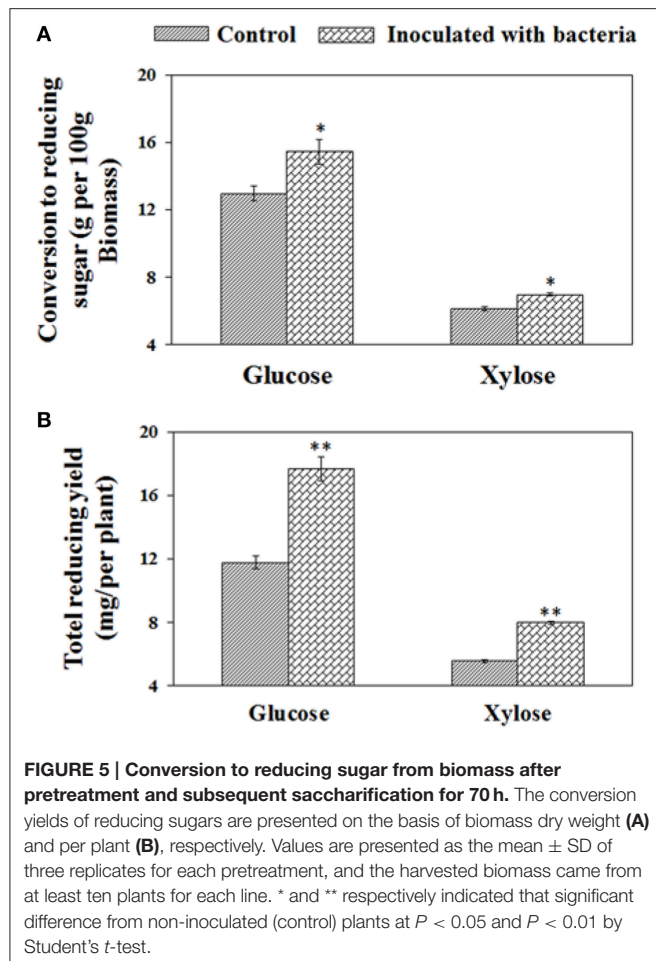 A
Control
Inoculated with bacteria
Conversion to reducing
sugar (g per 100g
Biomass)
20
16
12
8
4
*
*
Glucose
Xylose
B
Totel reducing yield
(mg/per plant)
20
16
12
8
4
**
**
Glucose
Xylose
FIGURE 5 | Conversion to reducing sugar from biomass after
pretreatment and subsequent saccharification for 70 h. The conversion
yields of reducing sugars are presented on the basis of biomass dry weight (A)
and per plant (B), respectively. Values are presented as the mean ± SD of
three replicates for each pretreatment, and the harvested biomass came from
at least ten plants for each line. * and ** respectively indicated that significant
difference from non-inoculated (control) plants at P < 0.05 and P < 0.01 by
Student's t-test.